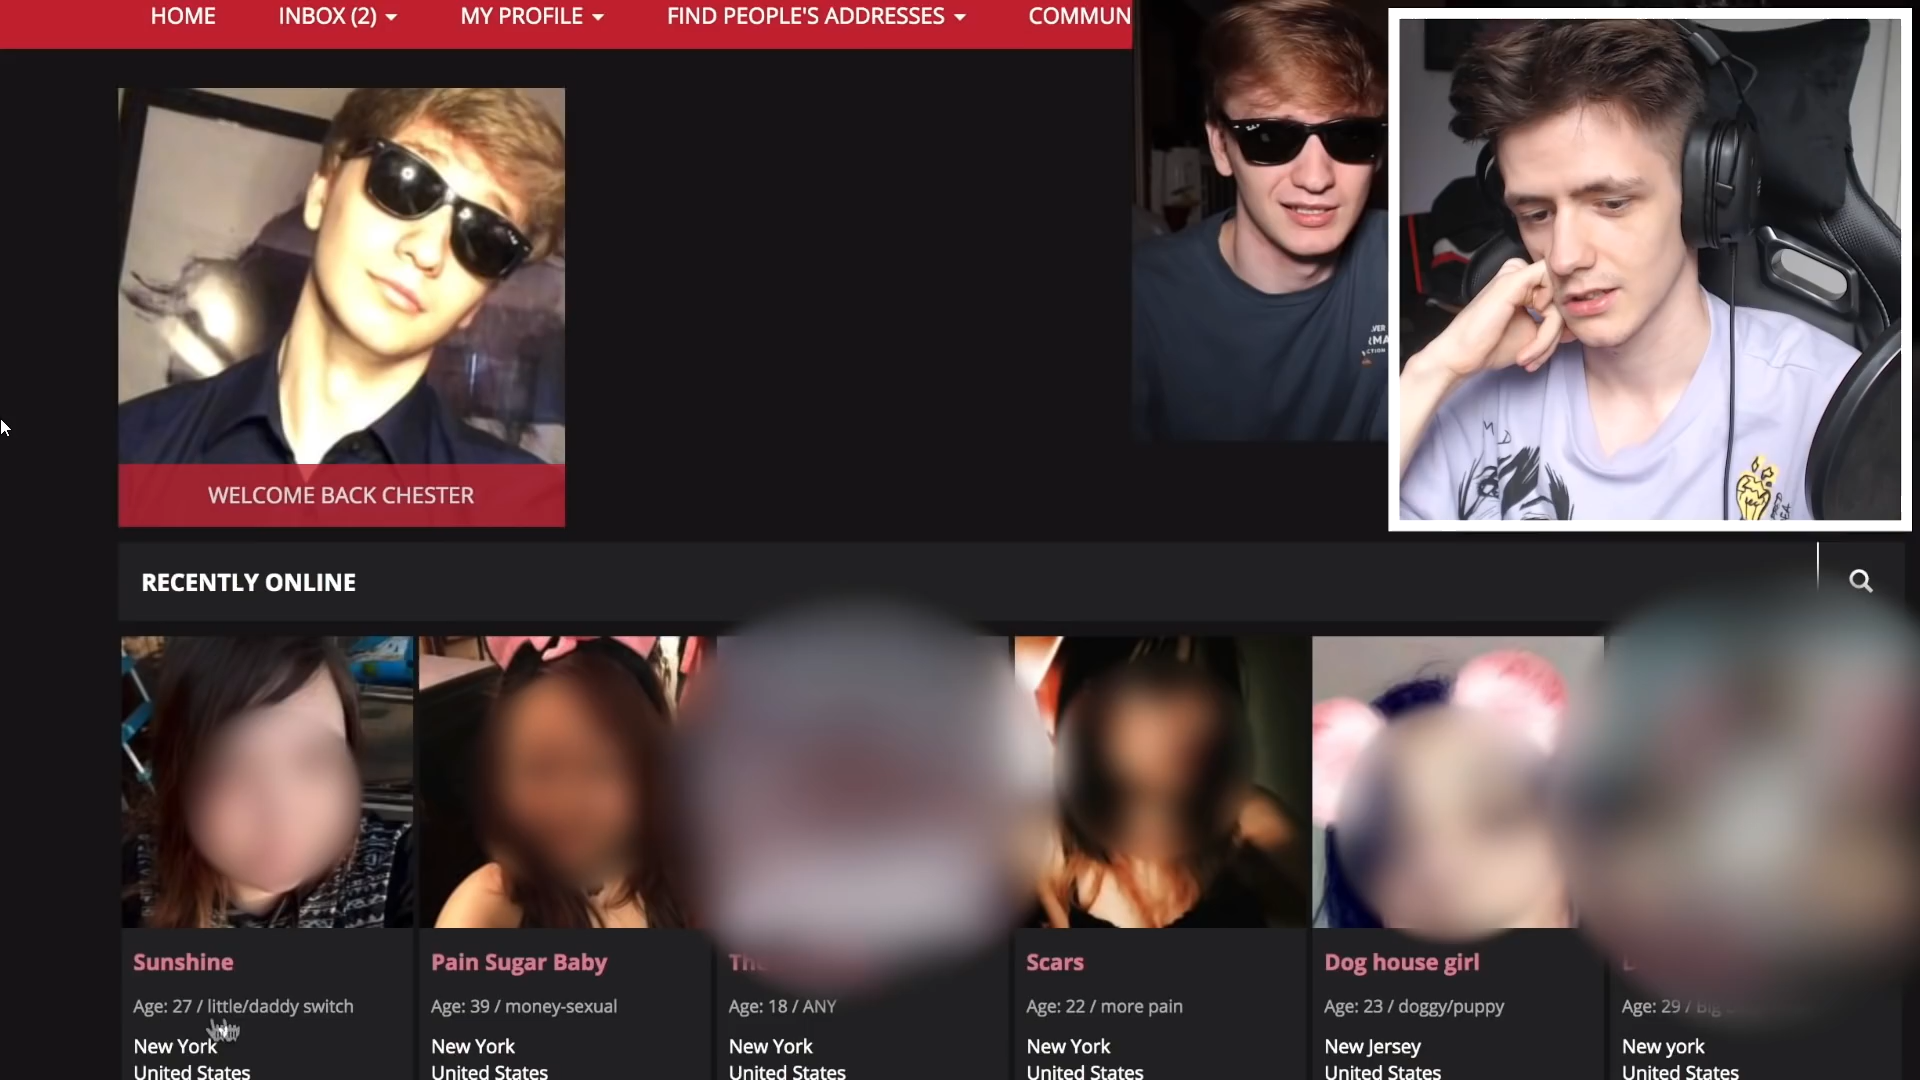 HOME
INBOX (2)
MY PROFILE
FIND PEOPLE'S ADDRESSES
COMMUN
WELCOME BACK CHESTER
RECENTLY ONLINE
Sunshine
Age: 27 / little/daddy switch
New York
United States
Pain Sugar Baby
Age: 39 / money-sexual
New York
United States
Age: 18 / ANY
New York
United States
Scars
Age: 22 / more pain
New York
United States
Dog house girl
Age: 23 / doggy/puppy
New Jersey
United States
Age: 29 / Big
New york
United States